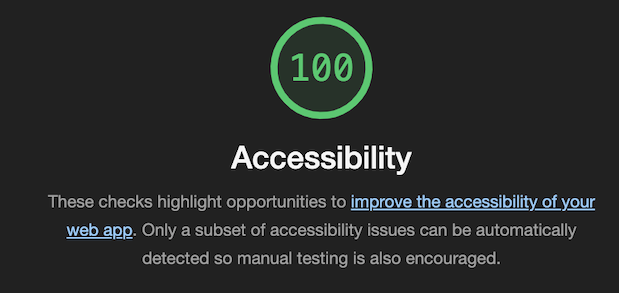 100
Accessibility
These checks highlight opportunities to improve the accessibility of your
web app. Only a subset of accessibility issues can be automatically
detected so manual testing is also encouraged.